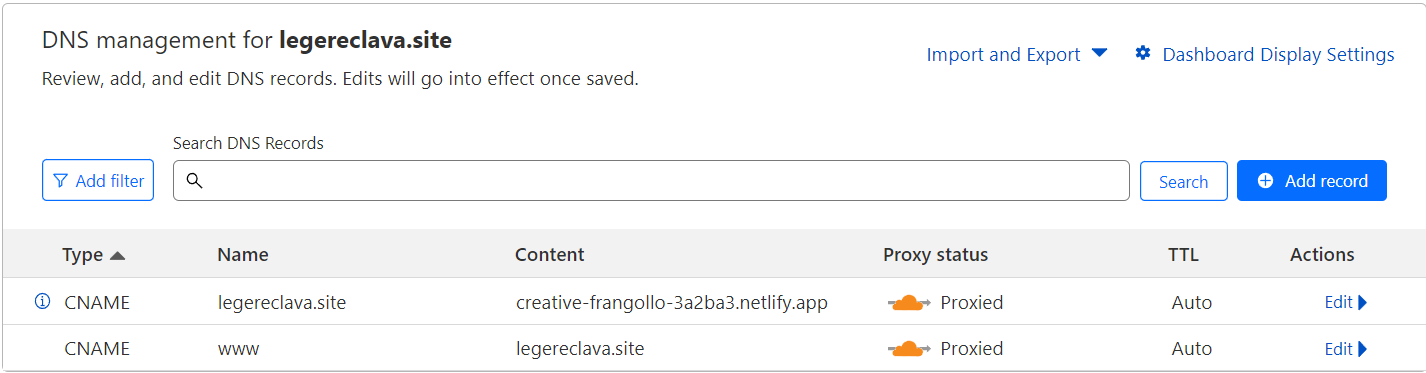 DNS management for legereclava.site
Import and Export
Dashboard Display Settings
Review, add, and edit DNS records. Edits will go into effect once saved.
Search DNS Records
Add filter
Search
Add record
Type Name Content Proxy status TTL Actions
CNAME legereclava.site creative-frangollo-3a2ba3.netlify.app Proxied Auto Edit
CNAME www legereclava.site Proxied Auto Edit